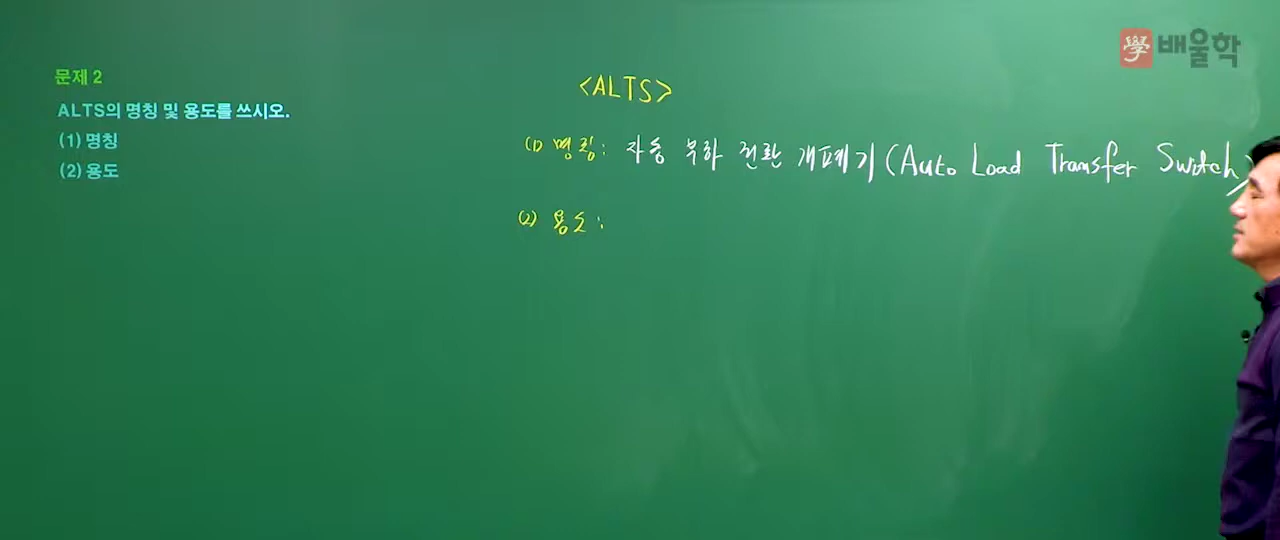 學배울학
문제 2
ALTS의 명칭 및 용도를 쓰시오.
(1) 명칭
(2) 용도
<ALTS>
(1) 명칭: 자동 부하 전환 개폐기(Auto Load Transfer Switch)
(2) 용도: